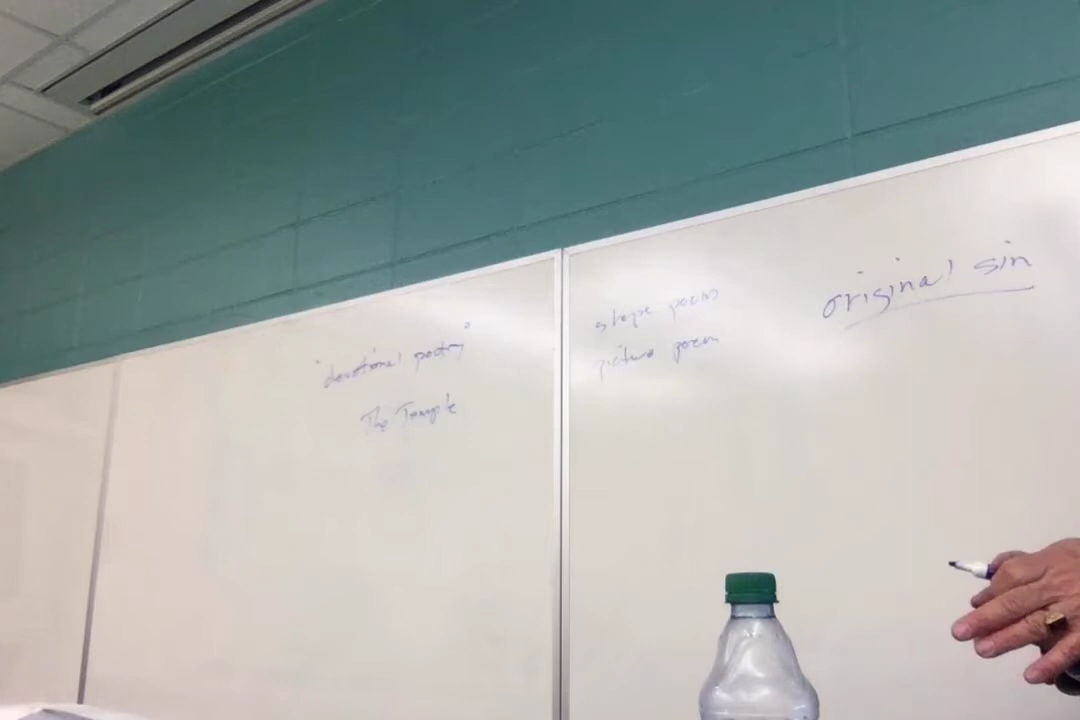 "devotional poetry"
The Temple
shape poem
picture poem
original sin